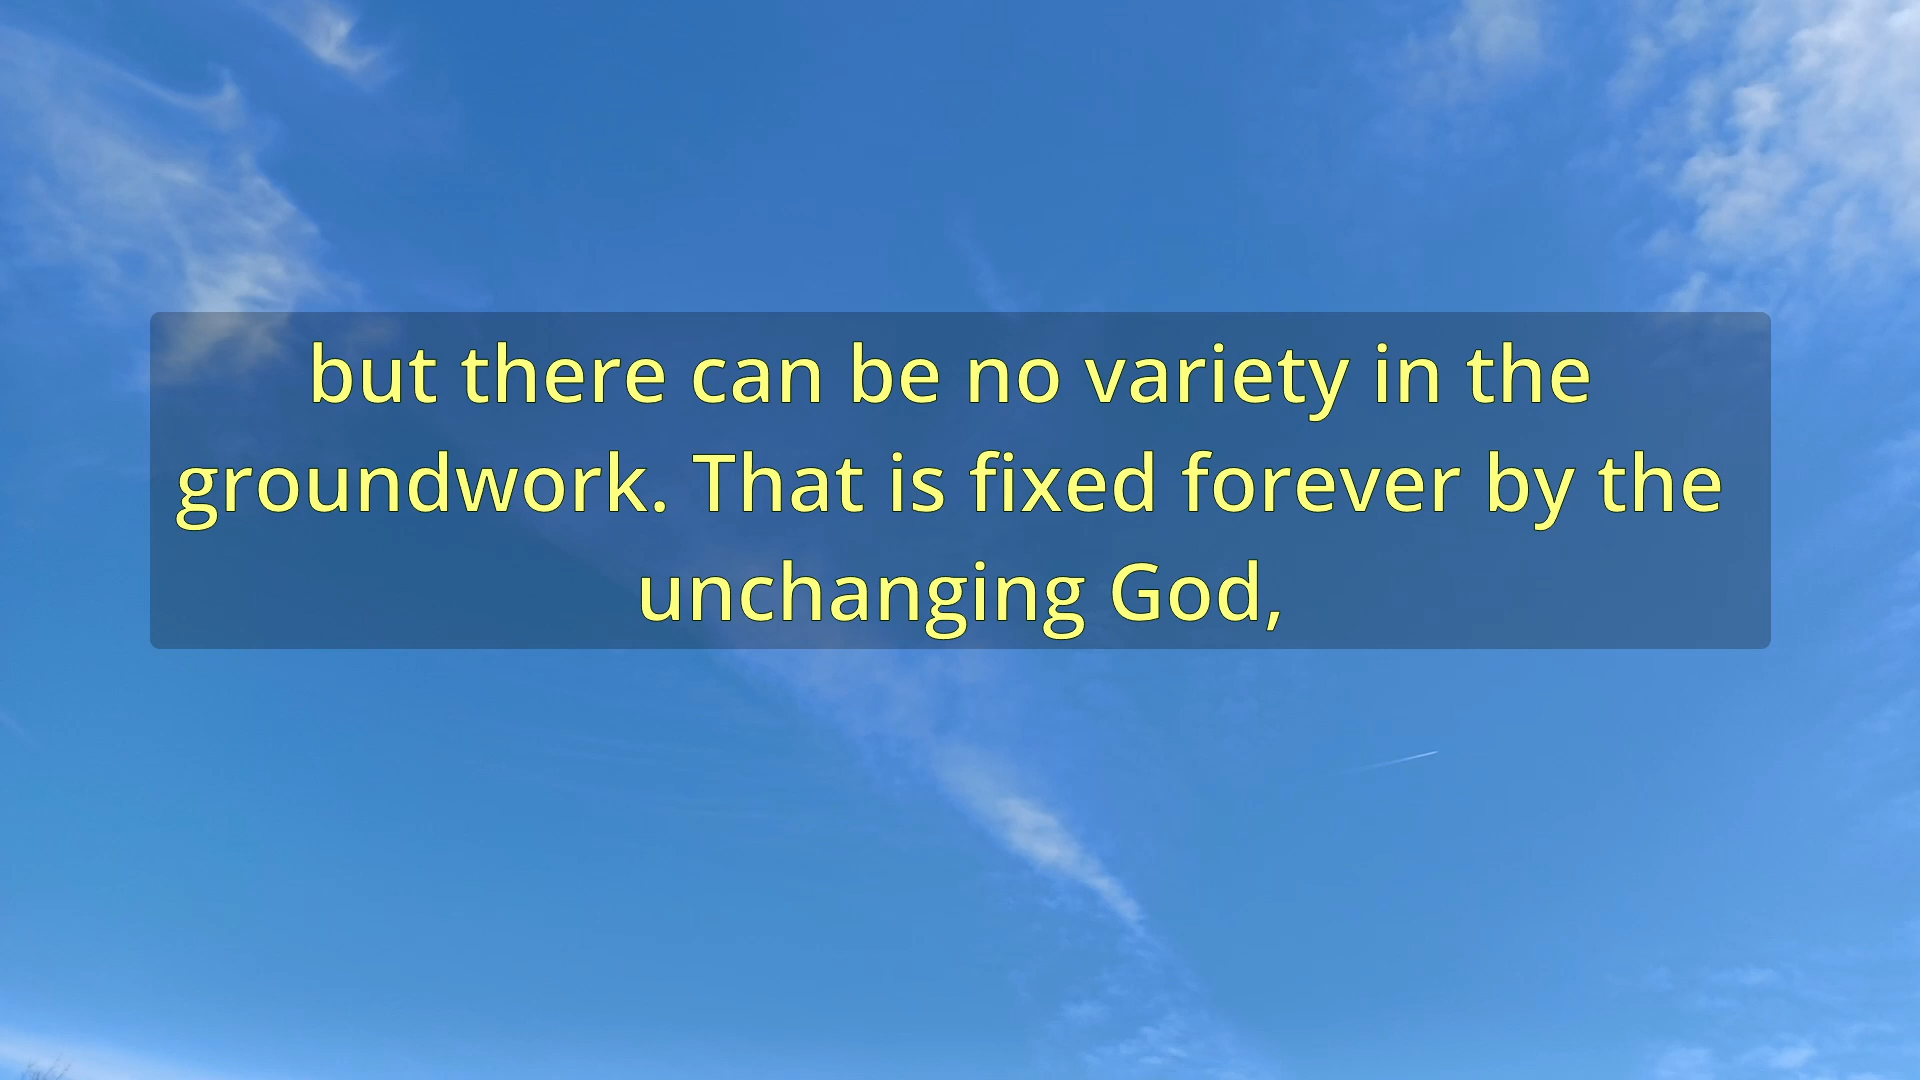 but there can be no variety in the
groundwork. That is fixed forever by the
unchanging God,